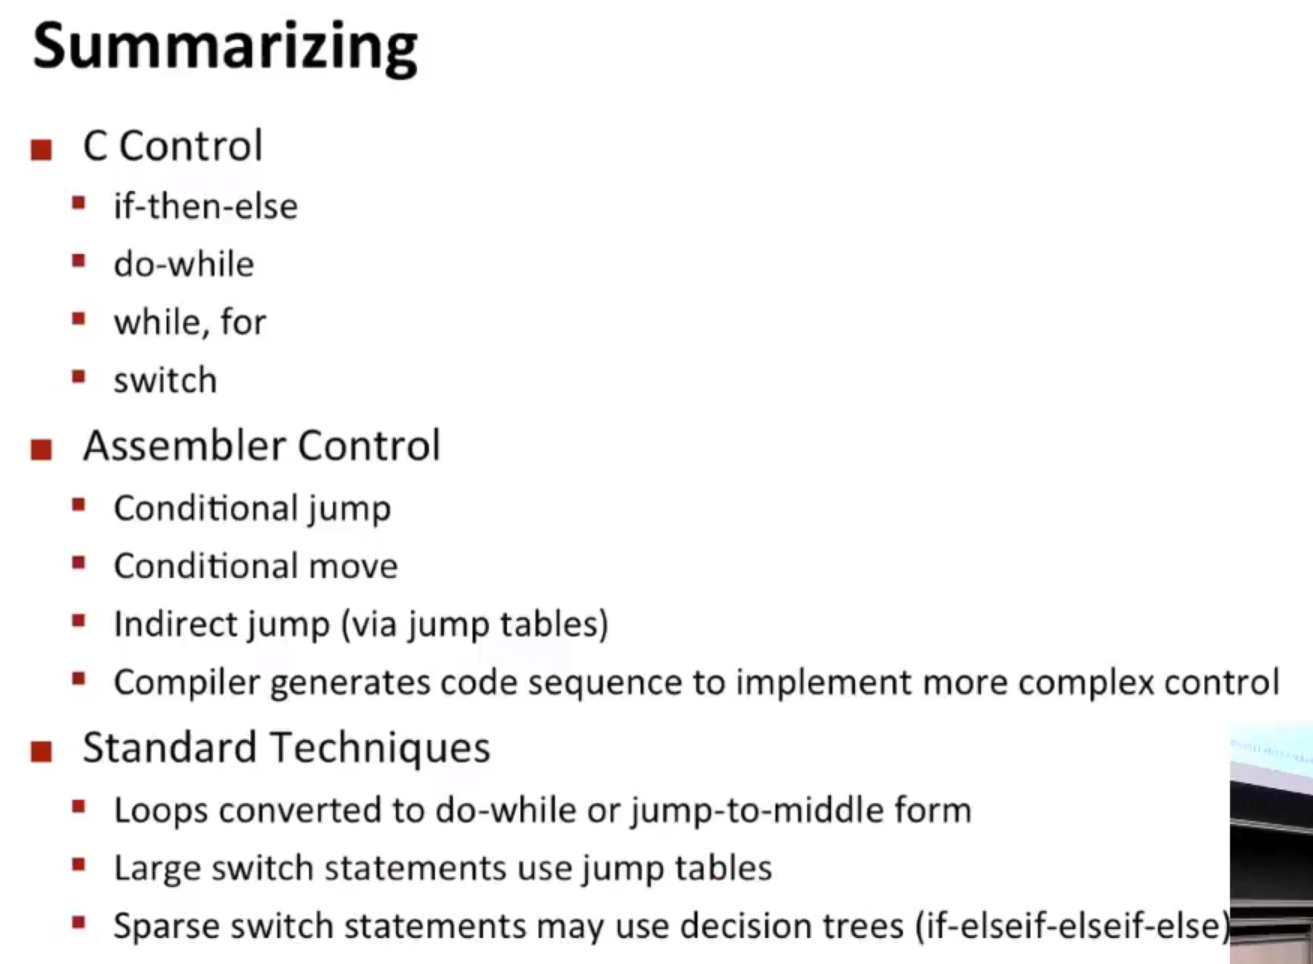 Summarizing
C Control
if-then-else
do-while
while, for
switch
Assembler Control
Conditional jump
Conditional move
Indirect jump (via jump tables)
Compiler generates code sequence to implement more complex control
Standard Techniques
Loops converted to do-while or jump-to-middle form
Large switch statements use jump tables
Sparse switch statements may use decision trees (if-elseif-elseif-else)